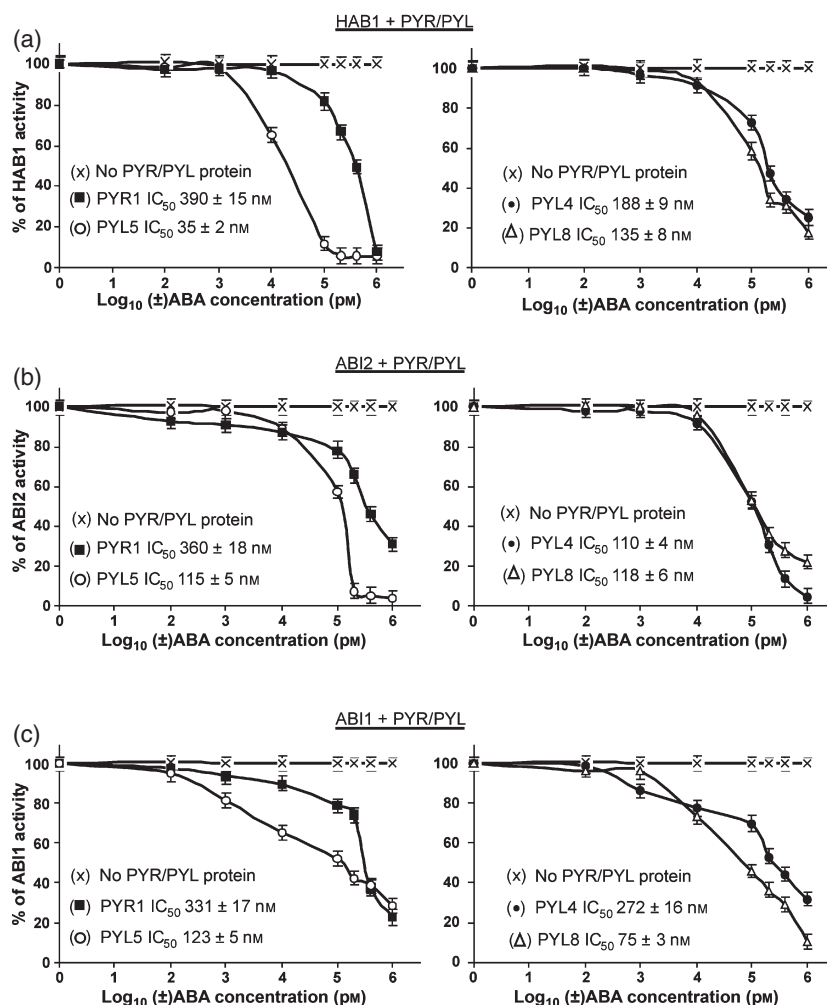 HAB1 + PYR/PYL
(a)
% of HAB1 activity
100
80
60
40
20
0
(×) No PYR/PYL protein
(■) PYR1 IC50 390 ± 15 nM
(○) PYL5 IC50 35 ± 2 nM
0 1 2 3 4 5 6
Log10 (±)ABA concentration (pM)
100
80
60
40
20
0
(×) No PYR/PYL protein
(●) PYL4 IC50 188 ± 9 nM
(△) PYL8 IC50 135 ± 8 nM
0 1 2 3 4 5 6
Log10 (±)ABA concentration (pM)
ABI2 + PYR/PYL
(b)
% of ABI2 activity
100
80
60
40
20
0
(×) No PYR/PYL protein
(■) PYR1 IC50 360 ± 18 nM
(○) PYL5 IC50 115 ± 5 nM
0 1 2 3 4 5 6
Log10 (±)ABA concentration (pM)
100
80
60
40
20
0
(×) No PYR/PYL protein
(●) PYL4 IC50 110 ± 4 nM
(△) PYL8 IC50 118 ± 6 nM
0 1 2 3 4 5 6
Log10 (±)ABA concentration (pM)
ABI1 + PYR/PYL
(c)
% of ABI1 activity
100
80
60
40
20
0
(×) No PYR/PYL protein
(■) PYR1 IC50 331 ± 17 nM
(○) PYL5 IC50 123 ± 5 nM
0 1 2 3 4 5 6
Log10 (±)ABA concentration (pM)
100
80
60
40
20
0
(×) No PYR/PYL protein
(●) PYL4 IC50 272 ± 16 nM
(△) PYL8 IC50 75 ± 3 nM
0 1 2 3 4 5 6
Log10 (±)ABA concentration (pM)